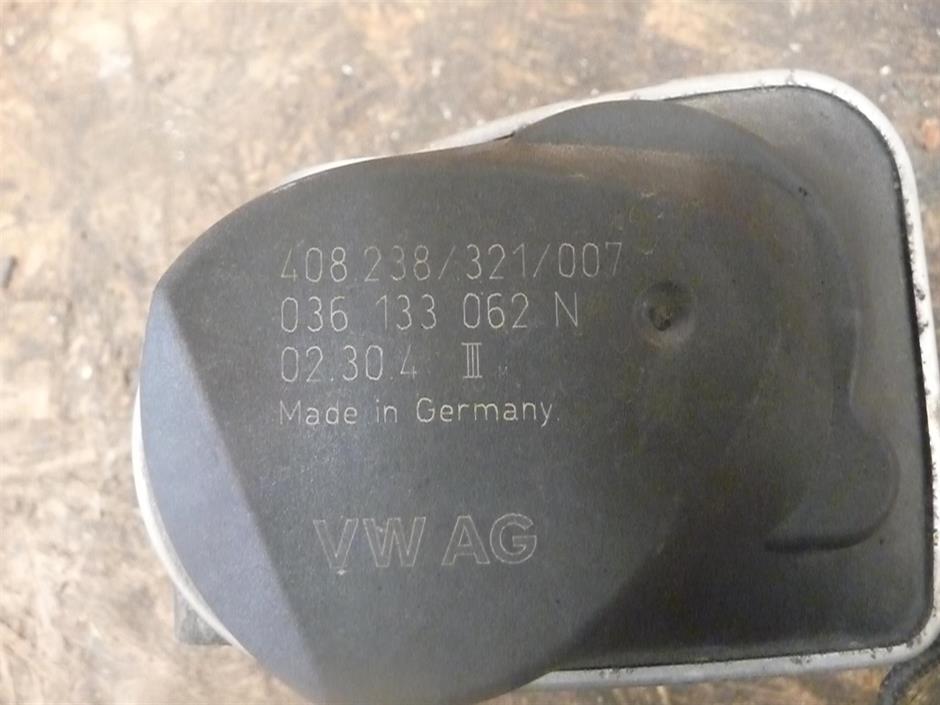 408.238/321/007
036 133 062 N
02.30.4 III M
Made in Germany.
VW AG